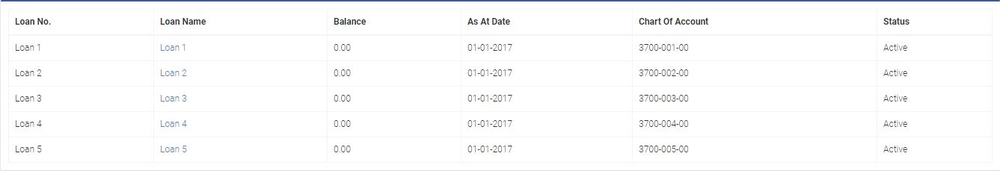 Loan No. Loan Name Balance As At Date Chart Of Account Status
Loan 1 Loan 1 0.00 01-01-2017 3700-001-00 Active
Loan 2 Loan 2 0.00 01-01-2017 3700-002-00 Active
Loan 3 Loan 3 0.00 01-01-2017 3700-003-00 Active
Loan 4 Loan 4 0.00 01-01-2017 3700-004-00 Active
Loan 5 Loan 5 0.00 01-01-2017 3700-005-00 Active